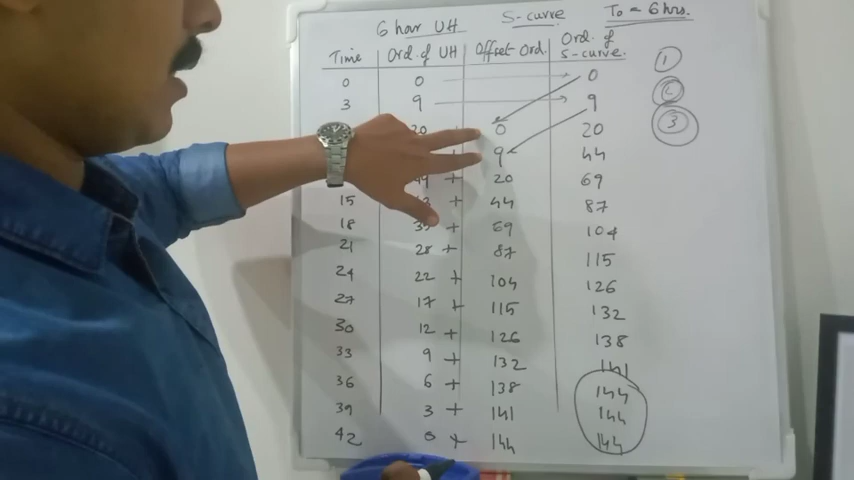 6 hour UH S-curve To = 6 hrs.
Time Ord. of UH Offset Ord. Ord. of S-curve.
0 0 0 1
3 9 9 2
20 0 20 3
9 44
+ 20 69
15 + 44 87
18 + 69 104
21 28 + 87 115
24 22 + 104 126
27 17 + 115 132
30 12 + 126 138
33 9 + 132 141
36 6 + 138 144
39 3 + 141 144
42 0 + 144 144